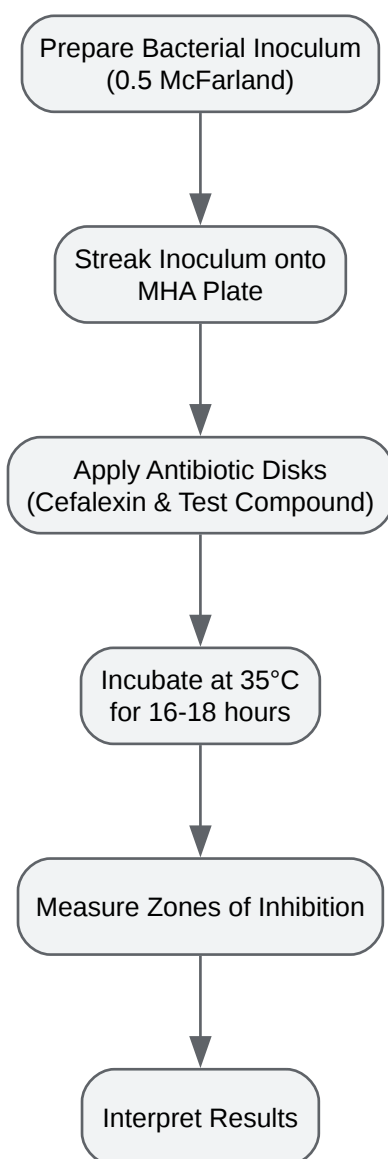 Prepare Bacterial Inoculum
(0.5 McFarland)
Streak Inoculum onto
MHA Plate
Apply Antibiotic Disks
(Cefalexin & Test Compound)
Incubate at 35°C
for 16-18 hours
Measure Zones of Inhibition
Interpret Results